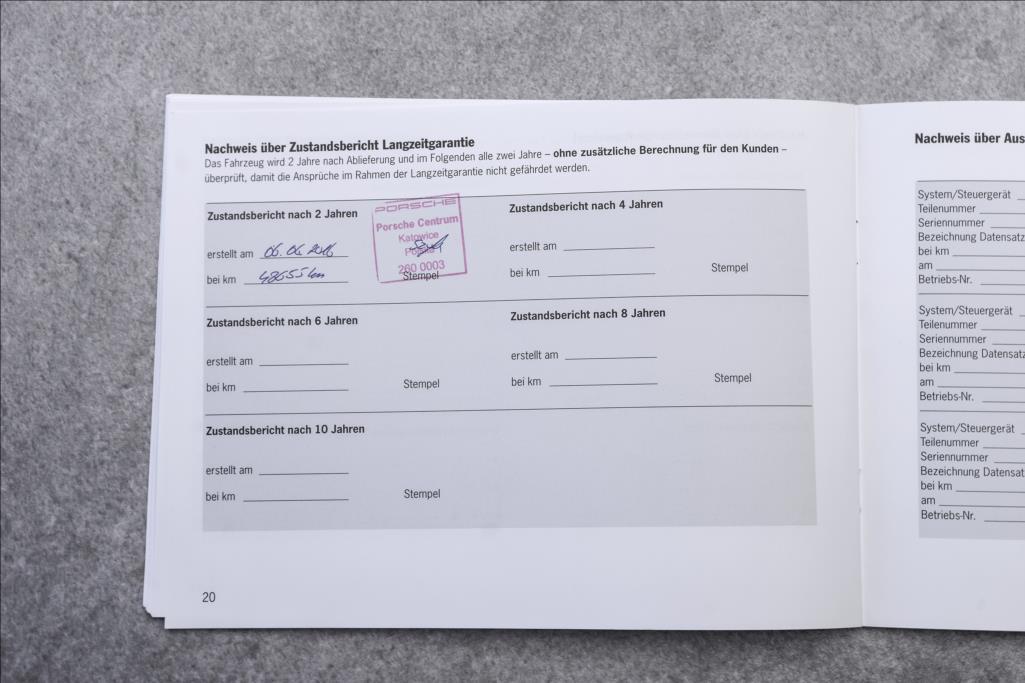 Nachweis über Zustandsbericht Langzeitgarantie
Das Fahrzeug wird 2 Jahre nach Ablieferung und im Folgenden alle zwei Jahre – ohne zusätzliche Berechnung für den Kunden –
überprüft, damit die Ansprüche im Rahmen der Langzeitgarantie nicht gefährdet werden.
Zustandsbericht nach 2 Jahren
erstellt am 06.06.2016
bei km 48655 km
PORSCHE
Porsche Centrum
Katowice
260 0003
Stempel
Zustandsbericht nach 4 Jahren
erstellt am
bei km Stempel
Zustandsbericht nach 6 Jahren
erstellt am
bei km Stempel
Zustandsbericht nach 8 Jahren
erstellt am
bei km Stempel
Zustandsbericht nach 10 Jahren
erstellt am
bei km Stempel
20
Nachweis über Aus
System/Steuergerät
Teilenummer
Seriennummer
Bezeichnung Datensatz
bei km
am
Betriebs-Nr.
System/Steuergerät
Teilenummer
Seriennummer
Bezeichnung Datensatz
bei km
am
Betriebs-Nr.
System/Steuergerät
Teilenummer
Seriennummer
Bezeichnung Datensat
bei km
am
Betriebs-Nr.